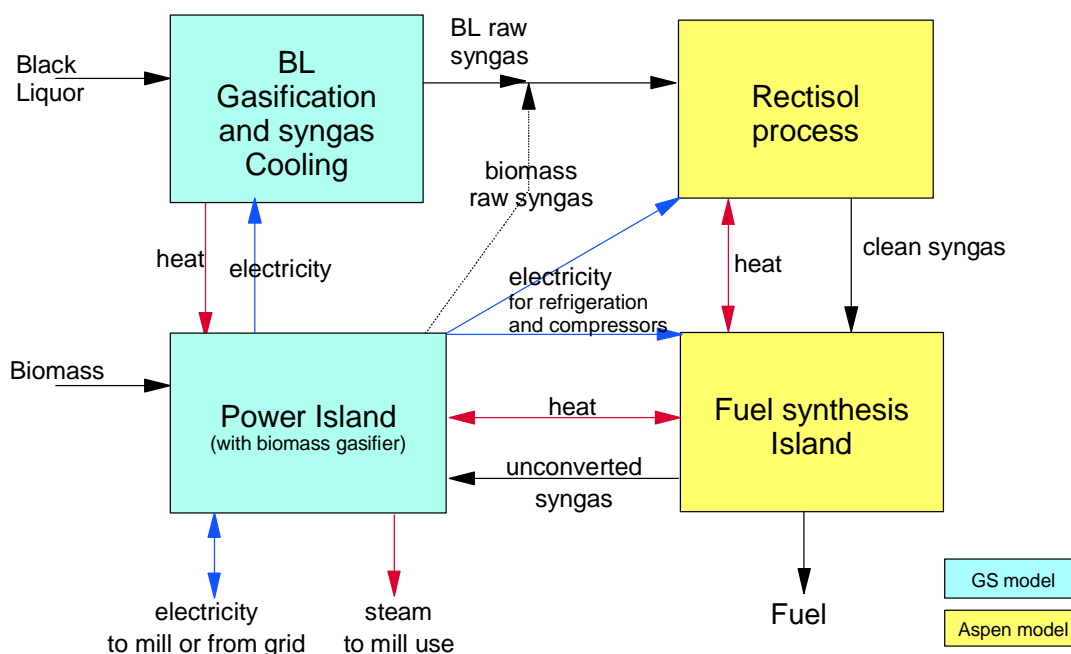 Black
Liquor
BL
Gasification
and syngas
Cooling
BL raw
syngas
Rectisol
process
biomass
raw syngas
heat
electricity
electricity
for refrigeration
and compressors
heat
clean syngas
Biomass
Power Island
(with biomass gasifier)
heat
unconverted
syngas
Fuel synthesis
Island
electricity
to mill or from grid
steam
to mill use
Fuel
GS model
Aspen model